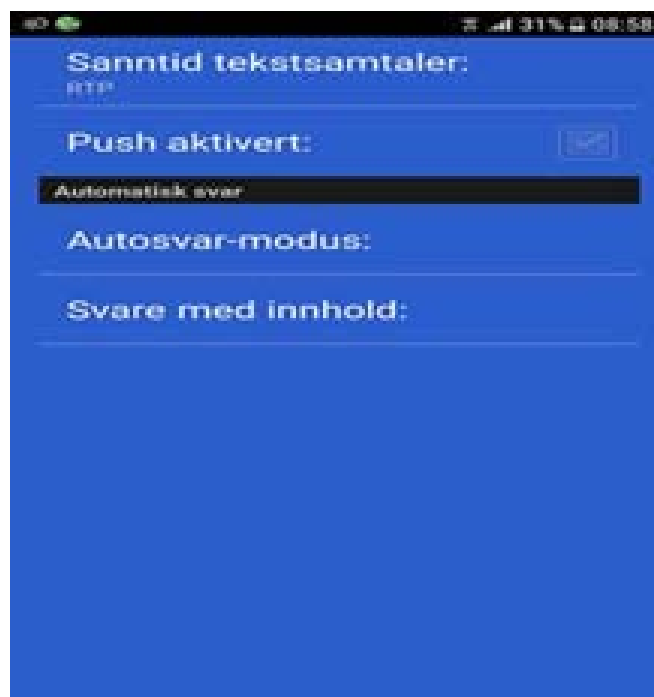 31% 08:58
Sanntid tekstsamtaler:
RTP
Push aktivert:
Automatisk svar
Autosvar-modus:
Svare med innhold: